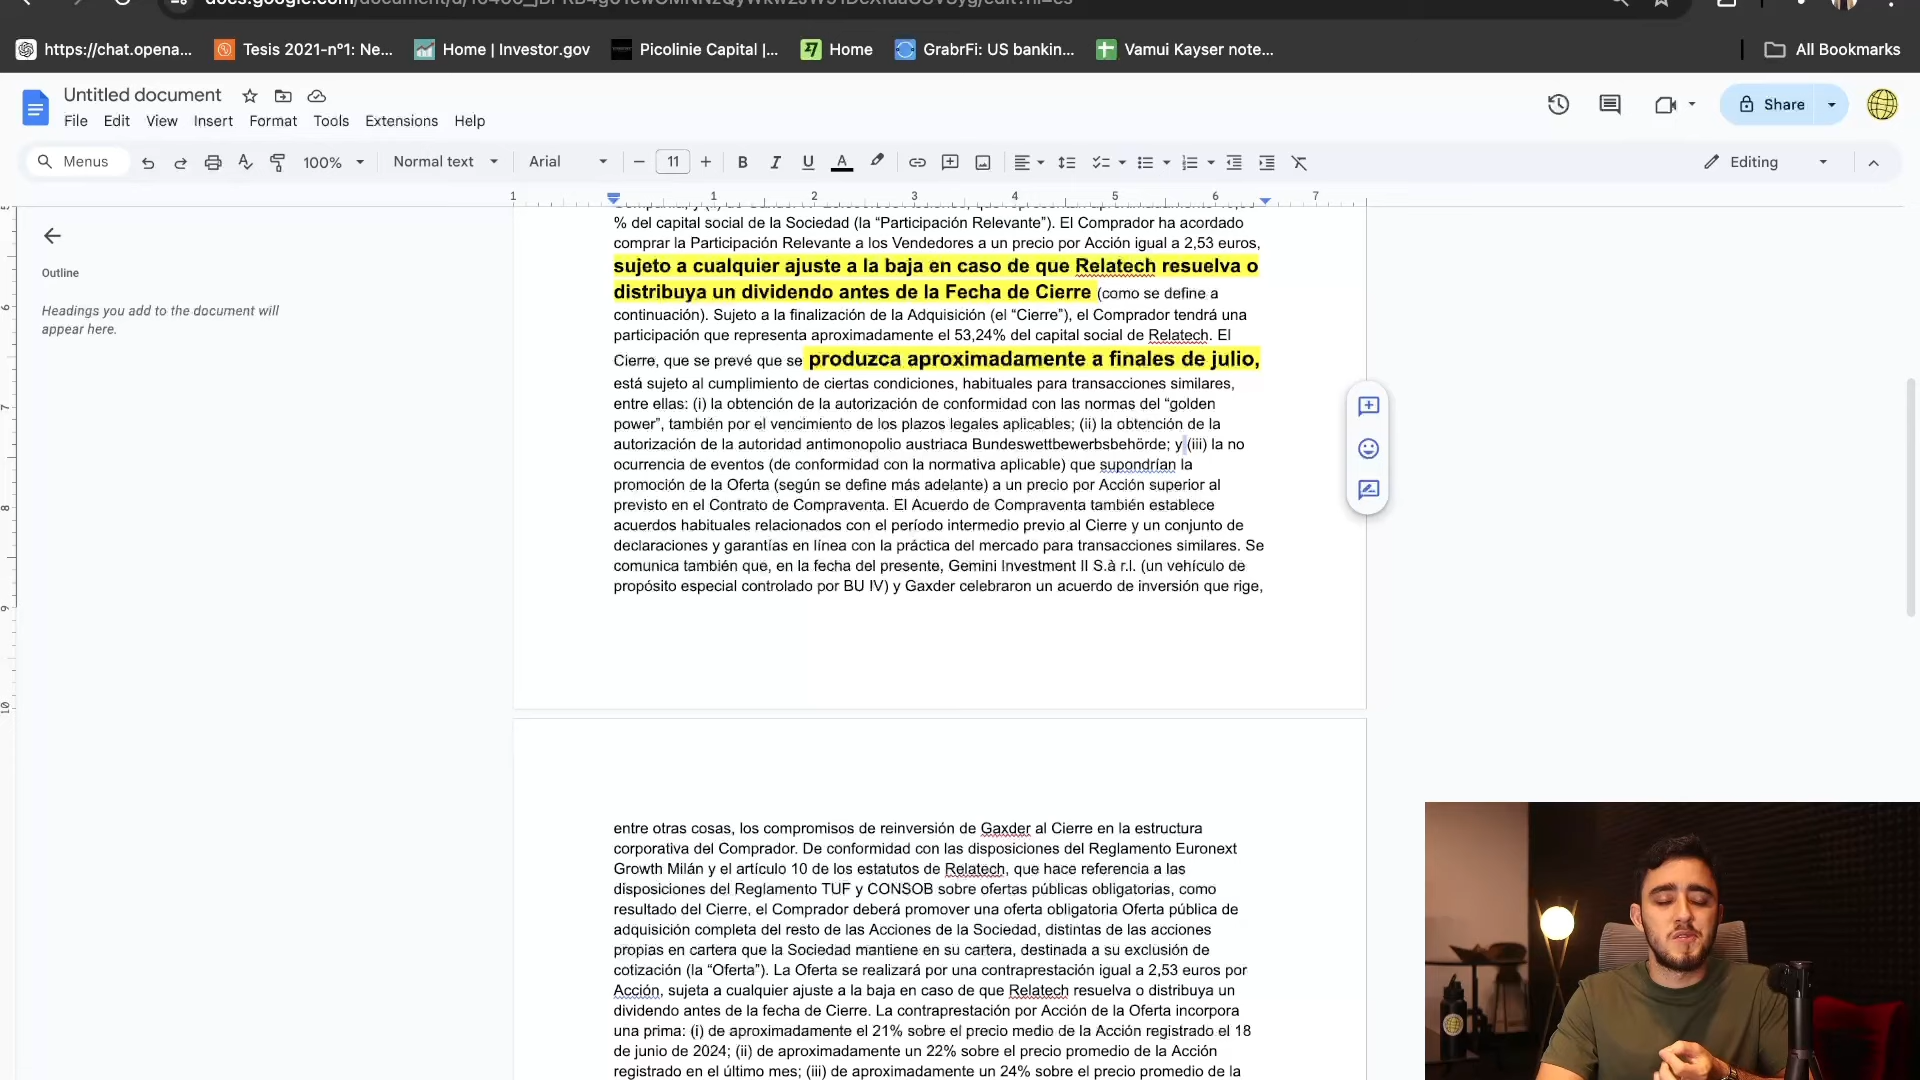 https://chat.opena...
Tesis 2021-nº1: Ne...
Home | Investor.gov
Picolinie Capital |...
Home
GrabrFi: US bankin...
Vamui Kayser note...
All Bookmarks
Untitled document
File Edit View Insert Format Tools Extensions Help
Share
Menus
100%
Normal text
Arial
11
Editing
1 1 2 3 4 5 6 7
Outline
Headings you add to the document will
appear here.
% del capital social de la Sociedad (la “Participación Relevante”). El Comprador ha acordado
comprar la Participación Relevante a los Vendedores a un precio por Acción igual a 2,53 euros,
sujeto a cualquier ajuste a la baja en caso de que Relatech resuelva o
distribuya un dividendo antes de la Fecha de Cierre (como se define a
continuación). Sujeto a la finalización de la Adquisición (el “Cierre”), el Comprador tendrá una
participación que representa aproximadamente el 53,24% del capital social de Relatech. El
Cierre, que se prevé que se produzca aproximadamente a finales de julio,
está sujeto al cumplimiento de ciertas condiciones, habituales para transacciones similares,
entre ellas: (i) la obtención de la autorización de conformidad con las normas del “golden
power”, también por el vencimiento de los plazos legales aplicables; (ii) la obtención de la
autorización de la autoridad antimonopolio austriaca Bundeswettbewerbsbehörde; y (iii) la no
ocurrencia de eventos (de conformidad con la normativa aplicable) que supondrían la
promoción de la Oferta (según se define más adelante) a un precio por Acción superior al
previsto en el Contrato de Compraventa. El Acuerdo de Compraventa también establece
acuerdos habituales relacionados con el período intermedio previo al Cierre y un conjunto de
declaraciones y garantías en línea con la práctica del mercado para transacciones similares. Se
comunica también que, en la fecha del presente, Gemini Investment II S.à r.l. (un vehículo de
propósito especial controlado por BU IV) y Gaxder celebraron un acuerdo de inversión que rige,
entre otras cosas, los compromisos de reinversión de Gaxder al Cierre en la estructura
corporativa del Comprador. De conformidad con las disposiciones del Reglamento Euronext
Growth Milán y el artículo 10 de los estatutos de Relatech, que hace referencia a las
disposiciones del Reglamento TUF y CONSOB sobre ofertas públicas obligatorias, como
resultado del Cierre, el Comprador deberá promover una oferta obligatoria Oferta pública de
adquisición completa del resto de las Acciones de la Sociedad, distintas de las acciones
propias en cartera que la Sociedad mantiene en su cartera, destinada a su exclusión de
cotización (la “Oferta”). La Oferta se realizará por una contraprestación igual a 2,53 euros por
Acción, sujeta a cualquier ajuste a la baja en caso de que Relatech resuelva o distribuya un
dividendo antes de la fecha de Cierre. La contraprestación por Acción de la Oferta incorpora
una prima: (i) de aproximadamente el 21% sobre el precio medio de la Acción registrado el 18
de junio de 2024; (ii) de aproximadamente un 22% sobre el precio promedio de la Acción
registrado en el último mes; (iii) de aproximadamente un 24% sobre el precio promedio de la